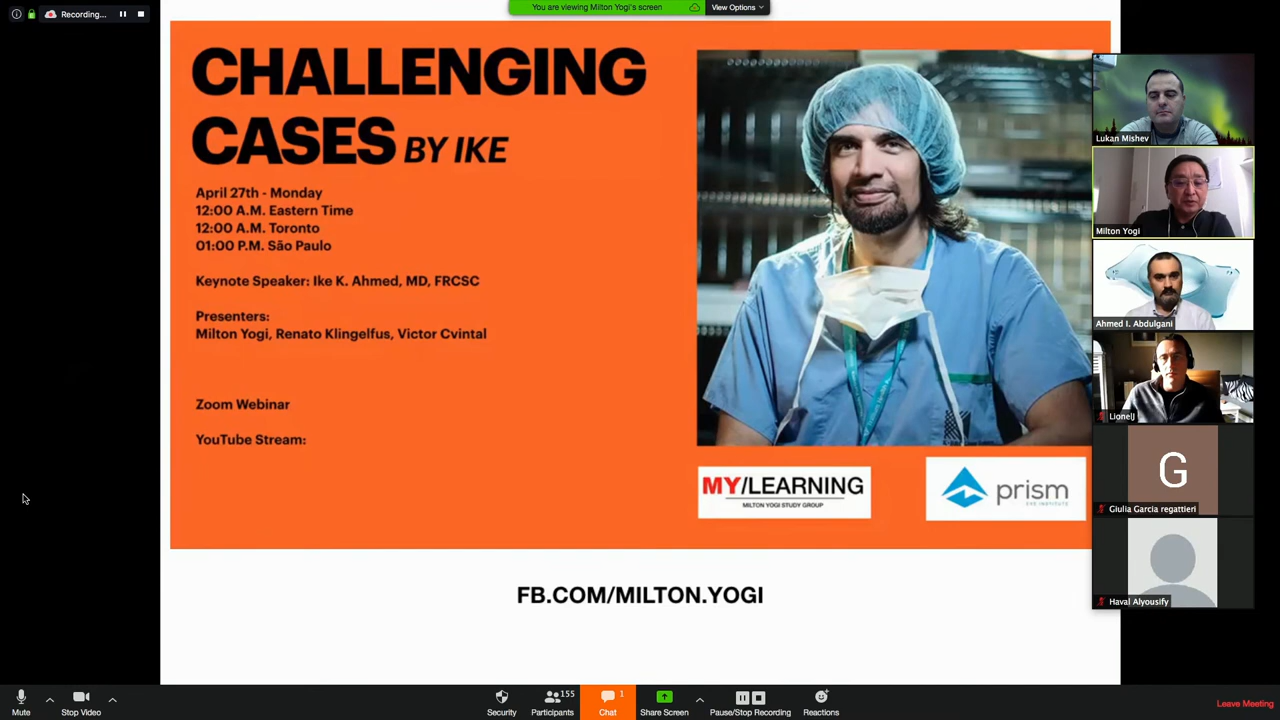 Recording...
You are viewing Milton Yogi's screen
View Options
CHALLENGING
CASES BY IKE
April 27th - Monday
12:00 A.M. Eastern Time
12:00 A.M. Toronto
01:00 P.M. São Paulo
Keynote Speaker: Ike K. Ahmed, MD, FRCSC
Presenters:
Milton Yogi, Renato Klingelfus, Victor Cvintal
Zoom Webinar
YouTube Stream:
MY/LEARNING
MILTON YOGI STUDY GROUP
prism
EYE INSTITUTE
FB.COM/MILTON.YOGI
Lukan Mishev
Milton Yogi
Ahmed I. Abdulgani
LionelJ
G
Giulia Garcia regattieri
Haval Alyousify
Mute
Stop Video
Security
155
Participants
1
Chat
Share Screen
Pause/Stop Recording
Reactions
Leave Meeting